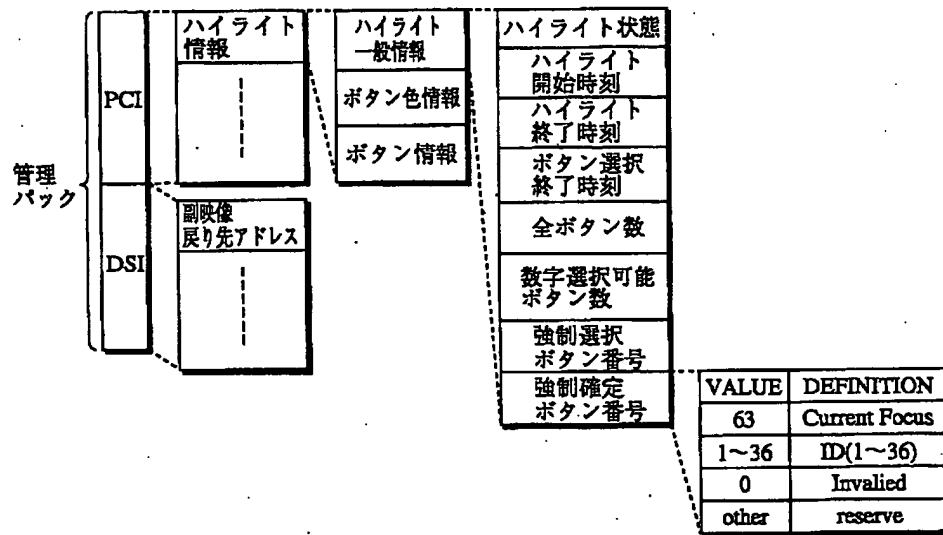 管理
パック
PCI
DSI
ハイライト
情報
副映像
戻り先アドレス
ハイライト
一般情報
ボタン色情報
ボタン情報
ハイライト状態
ハイライト
開始時刻
ハイライト
終了時刻
ボタン選択
終了時刻
全ボタン数
数字選択可能
ボタン数
強制選択
ボタン番号
強制確定
ボタン番号
VALUE DEFINITION
63 Current Focus
1〜36 ID(1〜36)
0 Invalied
other reserve